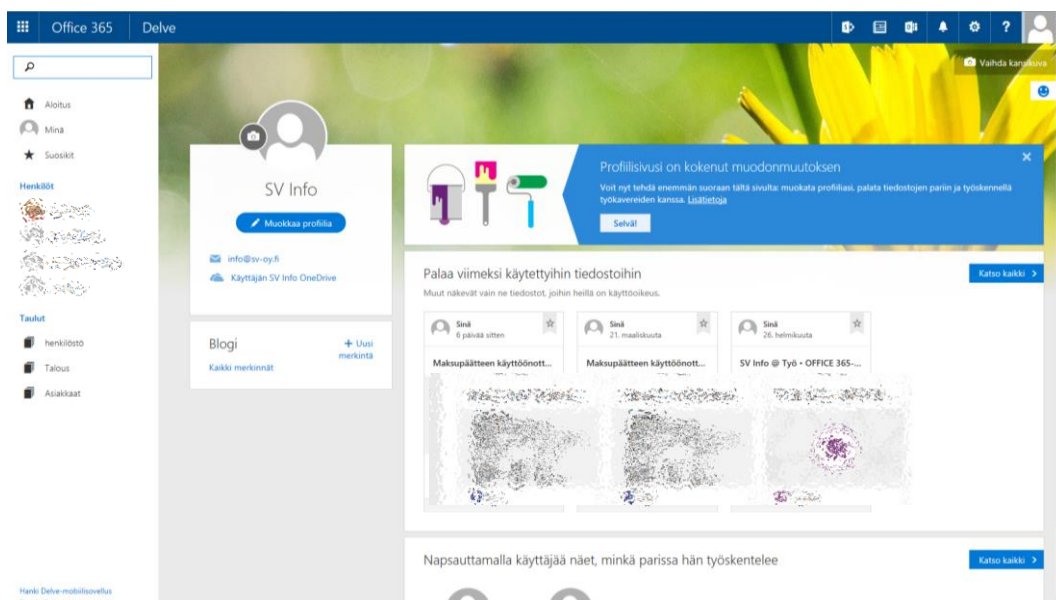 Office 365
Delve
Vaihda kansikuva
Aloitus
Minä
Suosikit
Henkilöt
Taulut
henkilöstö
Talous
Asiakkaat
Hanki Delve-mobiilisovellus
SV Info
Muokkaa profiilia
info@sv-oy.fi
Käyttäjän SV Info OneDrive
Blogi
+ Uusi
merkintä
Kaikki merkinnät
Profiilisivusi on kokenut muodonmuutoksen
Voit nyt tehdä enemmän suoraan tältä sivulta: muokata profiiliasi, palata tiedostojen pariin ja työskennellä
työkavereiden kanssa. Lisätietoja
Selvä!
Palaa viimeksi käytettyihin tiedostoihin
Katso kaikki
Muut näkevät vain ne tiedostot, joihin heillä on käyttöoikeus.
Sinä
6 päivää sitten
Maksupäätteen käyttöönott...
Sinä
21. maaliskuuta
Maksupäätteen käyttöönott...
Sinä
26. helmikuuta
SV Info @ Työ • OFFICE 365-...
Napsauttamalla käyttäjää näet, minkä parissa hän työskentelee
Katso kaikki